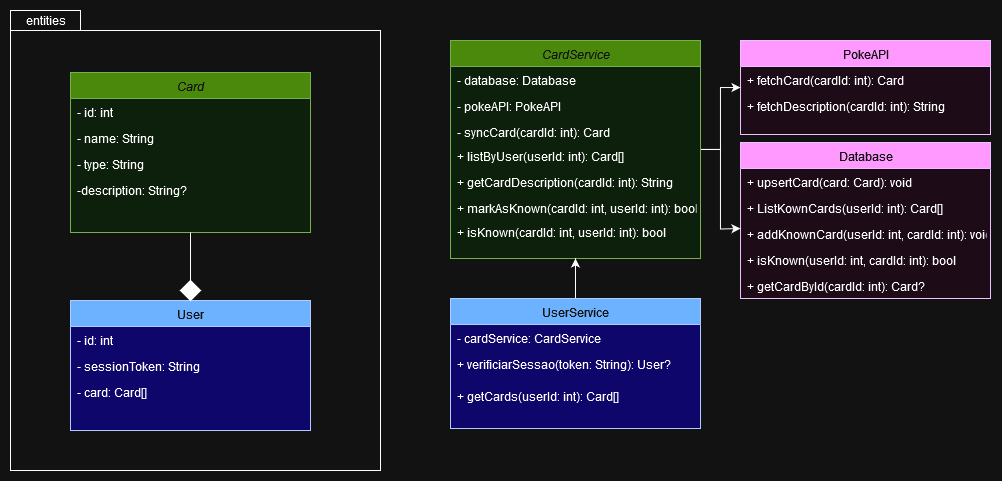 entities
Card
- id: int
- name: String
- type: String
-description: String?
User
- id: int
- sessionToken: String
- card: Card[]
CardService
- database: Database
- pokeAPI: PokeAPI
- syncCard(cardId: int): Card
+ listByUser(userId: int): Card[]
+ getCardDescription(cardId: int): String
+ markAsKnown(cardId: int, userId: int): bool
+ isKnown(cardId: int, userId: int): bool
UserService
- cardService: CardService
+ verificiarSessao(token: String): User?
+ getCards(userId: int): Card[]
PokeAPI
+ fetchCard(cardId: int): Card
+ fetchDescription(cardId: int): String
Database
+ upsertCard(card: Card): void
+ ListKownCards(userId: int): Card[]
+ addKnownCard(userId: int, cardId: int): void
+ isKnown(userId: int, cardId: int): bool
+ getCardById(cardId: int): Card?